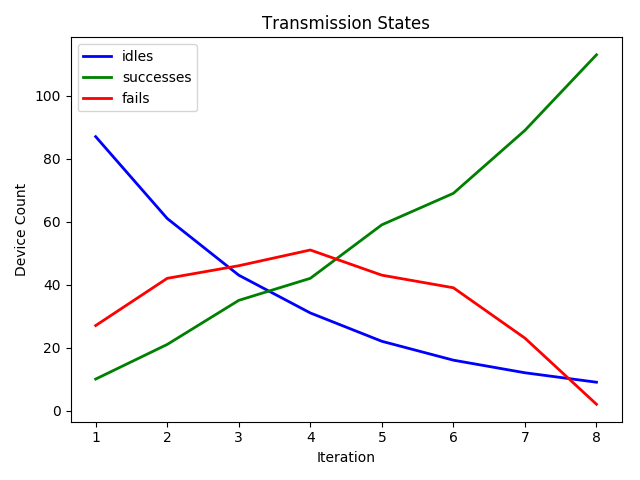 Transmission States
idles
successes
fails
Device Count
100
80
60
40
20
0
1 2 3 4 5 6 7 8
Iteration